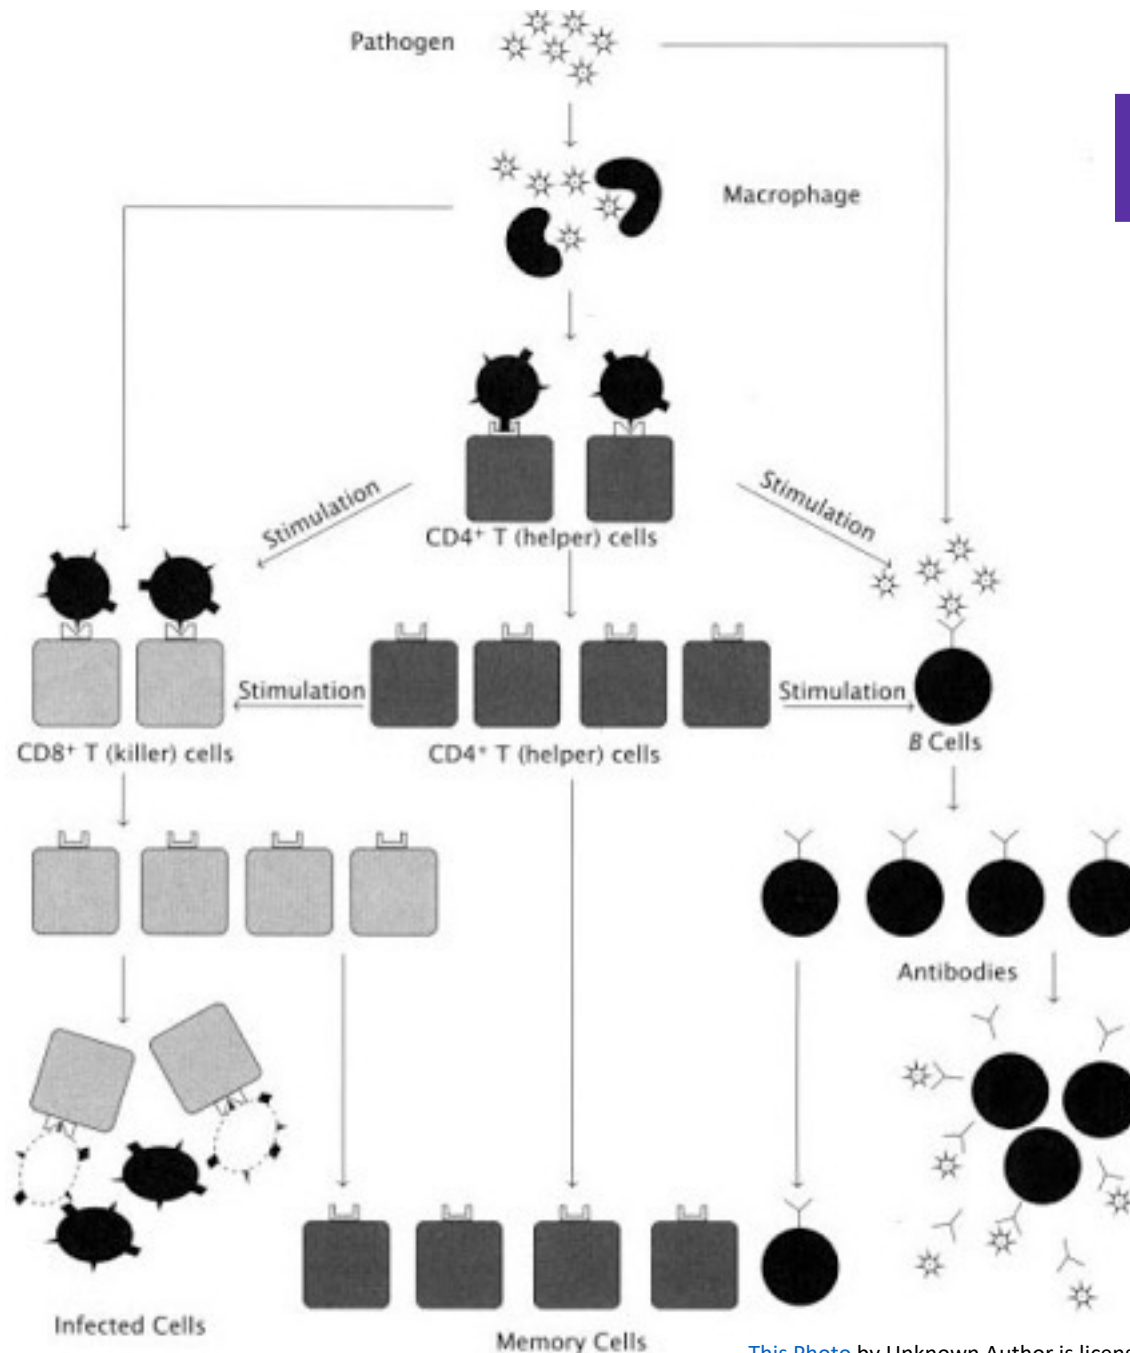 Pathogen
Macrophage
Stimulation
Stimulation
CD4⁺ T (helper) cells
Stimulation
Stimulation
CD8⁺ T (killer) cells
CD4⁺ T (helper) cells
B Cells
Antibodies
Infected Cells
Memory Cells
This Photo by Unknown Author is